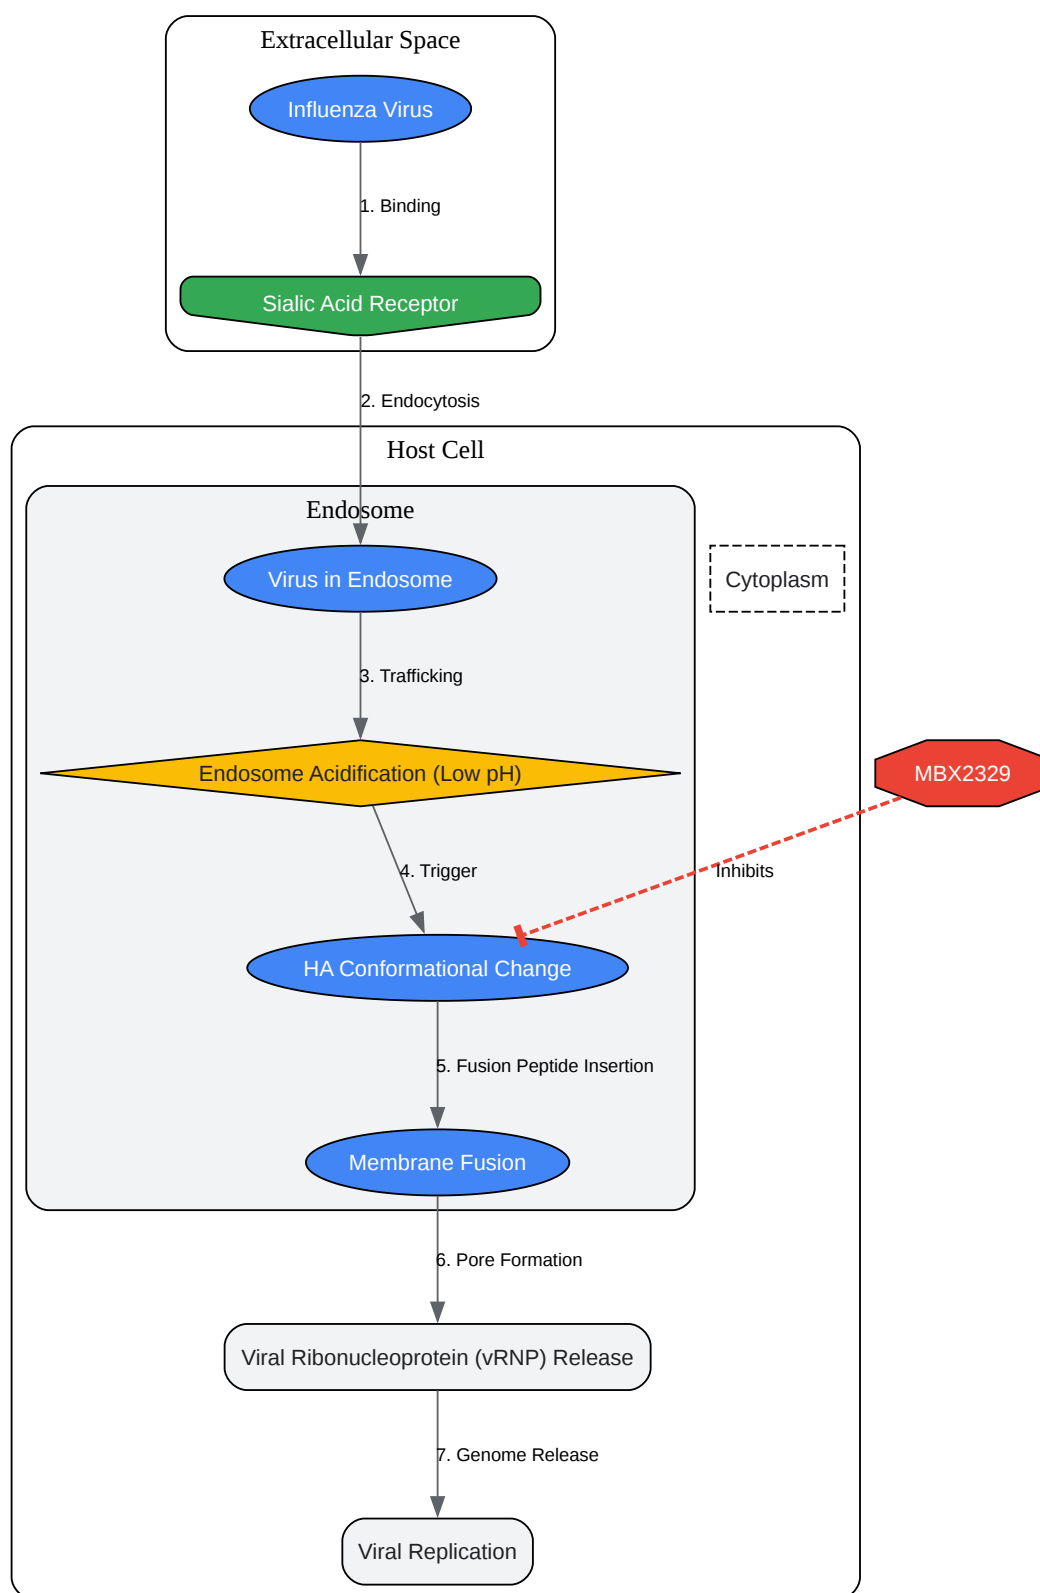 Extracellular Space
Influenza Virus
1. Binding
Sialic Acid Receptor
2. Endocytosis
Host Cell
Endosome
Virus in Endosome
Cytoplasm
3. Trafficking
Endosome Acidification (Low pH)
MBX2329
4. Trigger
Inhibits
HA Conformational Change
5. Fusion Peptide Insertion
Membrane Fusion
6. Pore Formation
Viral Ribonucleoprotein (vRNP) Release
7. Genome Release
Viral Replication